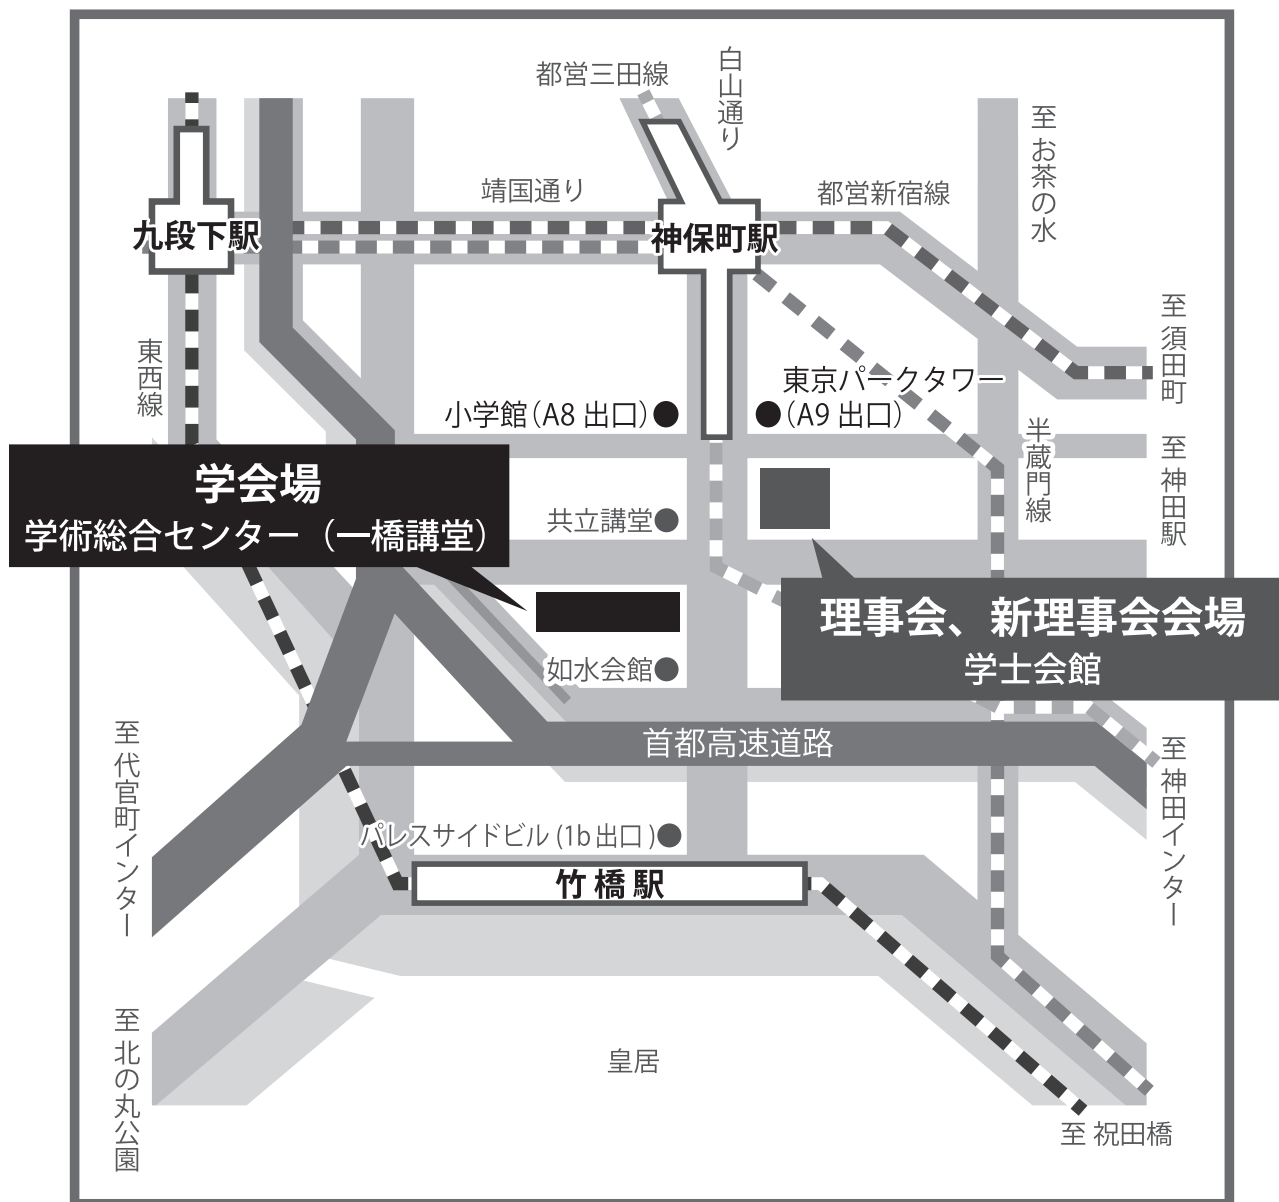 都営三田線
白山通り
至 お茶の水
靖国通り
都営新宿線
九段下駅
神保町駅
至 須田町
東西線
東京パークタワー
小学館（A8 出口）
（A9 出口）
半蔵門線
至 神田駅
学会場
学術総合センター（一橋講堂）
共立講堂
理事会、新理事会会場
学士会館
如水会館
至 代官町インター
首都高速道路
至 神田インター
パレスサイドビル (1b 出口 )
竹橋駅
至 北の丸公園
皇居
至 祝田橋